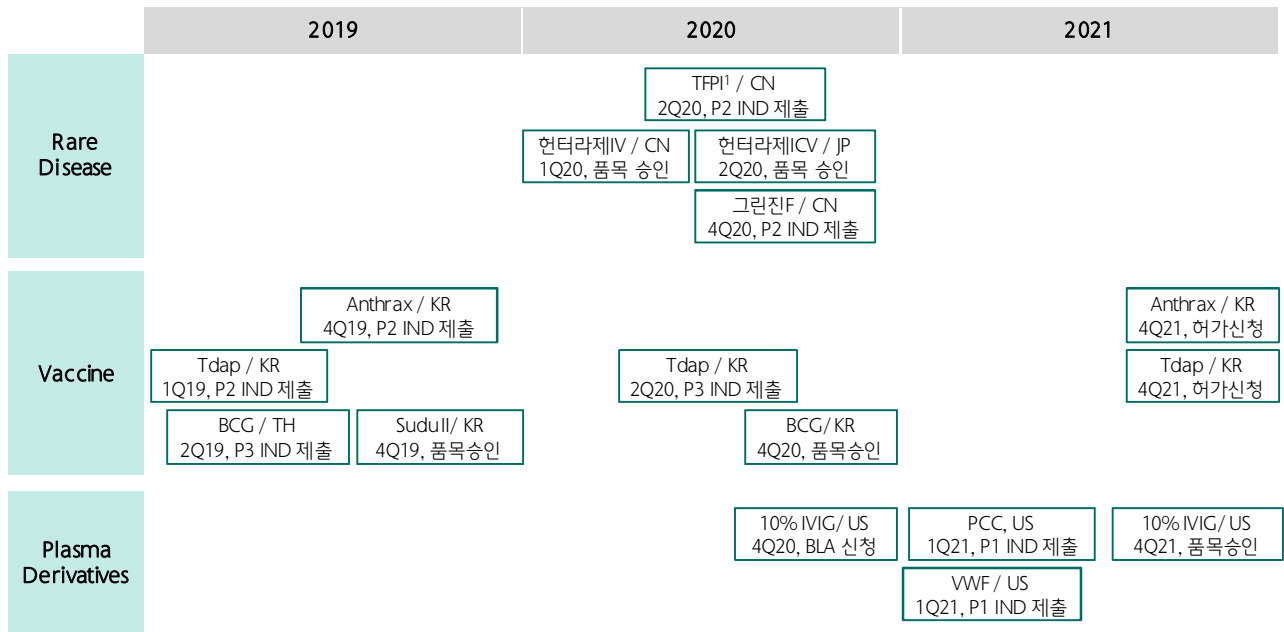 2019
2020
2021
Rare
Disease
TFPI¹ / CN
2Q20, P2 IND 제출
헌터라제IV / CN
1Q20, 품목 승인
헌터라제ICV / JP
2Q20, 품목 승인
그린진F / CN
4Q20, P2 IND 제출
Vaccine
Anthrax / KR
4Q19, P2 IND 제출
Anthrax / KR
4Q21, 허가신청
Tdap / KR
1Q19, P2 IND 제출
Tdap / KR
2Q20, P3 IND 제출
Tdap / KR
4Q21, 허가신청
BCG / TH
2Q19, P3 IND 제출
SuduII/ KR
4Q19, 품목승인
BCG/ KR
4Q20, 품목승인
Plasma
Derivatives
10% IVIG/ US
4Q20, BLA 신청
PCC, US
1Q21, P1 IND 제출
10% IVIG/ US
4Q21, 품목승인
VWF / US
1Q21, P1 IND 제출